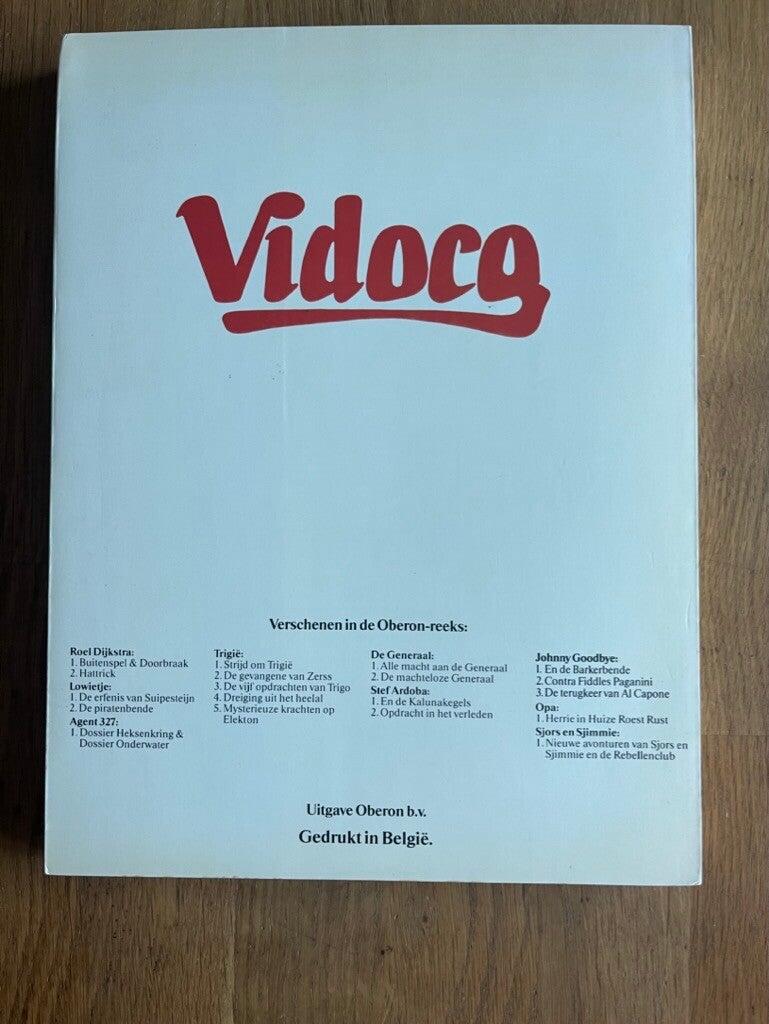 Vidocq
Verschenen in de Oberon-reeks:
Roel Dijkstra:
1. Buitenspel & Doorbraak
2. Hattrick
Lowietje:
1. De erfenis van Suipesteijn
2. De piratenbende
Agent 327:
1. Dossier Heksenkring &
Dossier Onderwater
Trigië:
1. Strijd om Trigië
2. De gevangene van Zerss
3. De vijf opdrachten van Trigo
4. Dreiging uit het heelal
5. Mysterieuze krachten op
Elekton
De Generaal:
1. Alle macht aan de Generaal
2. De machteloze Generaal
Stef Ardoba:
1. En de Kalunakegels
2. Opdracht in het verleden
Johnny Goodbye:
1. En de Barkerbende
2. Contra Fiddles Paganini
3. De terugkeer van Al Capone
Opa:
1. Herrie in Huize Roest Rust
Sjors en Sjimmie:
1. Nieuwe avonturen van Sjors en
Sjimmie en de Rebellenclub
Uitgave Oberon b.v.
Gedrukt in België.